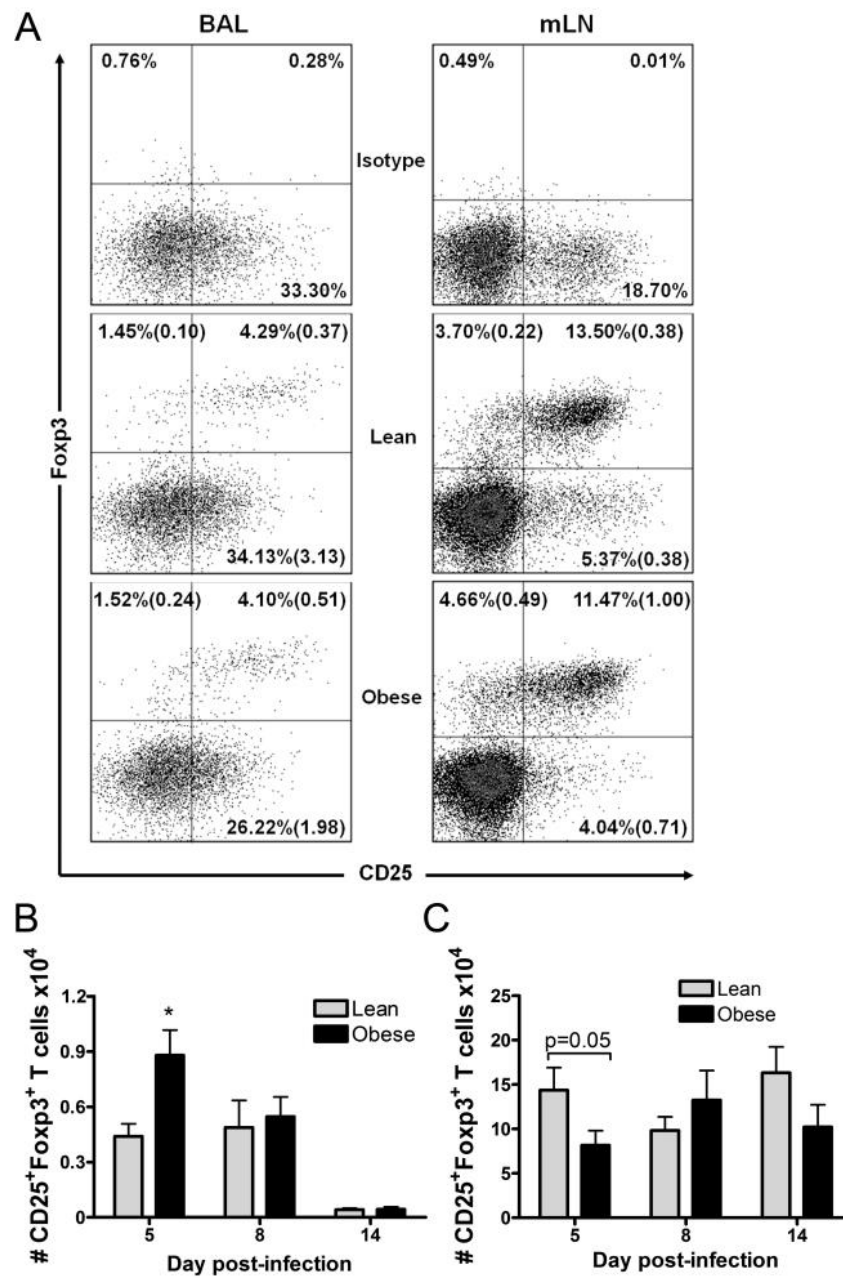 A
BAL
mLN
0.76% 0.28%
0.49% 0.01%
Isotype
33.30%
18.70%
1.45%(0.10) 4.29%(0.37)
3.70%(0.22) 13.50%(0.38)
Foxp3
Lean
34.13%(3.13)
5.37%(0.38)
1.52%(0.24) 4.10%(0.51)
4.66%(0.49) 11.47%(1.00)
Obese
26.22%(1.98)
4.04%(0.71)
CD25
B
# CD25+Foxp3+ T cells x10⁴
1.2
0.9
0.6
0.3
0
*
Lean
Obese
5 8 14
Day post-infection
C
# CD25+Foxp3+ T cells x10⁴
25
20
15
10
5
0
p=0.05
Lean
Obese
5 8 14
Day post-infection